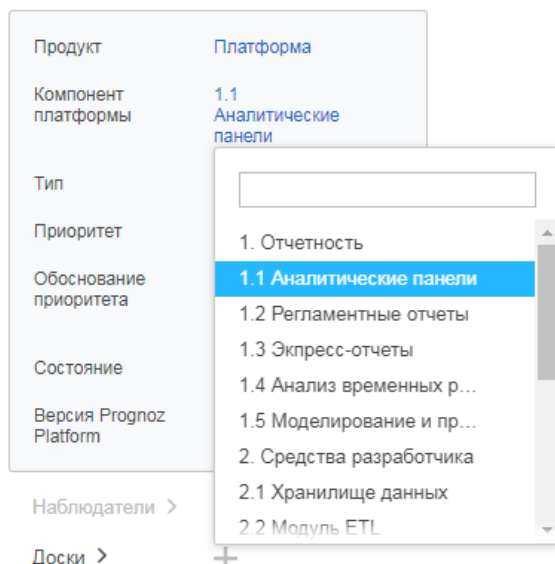 Продукт Платформа
Компонент 1.1
платформы Аналитические
панели
Тип
Приоритет
Обоснование
приоритета
Состояние
Версия Prognoz
Platform
1. Отчетность
1.1 Аналитические панели
1.2 Регламентные отчеты
1.3 Экпресс-отчеты
1.4 Анализ временных р...
1.5 Моделирование и пр...
2. Средства разработчика
2.1 Хранилище данных
2.2 Модуль ETL
Наблюдатели >
Доски >